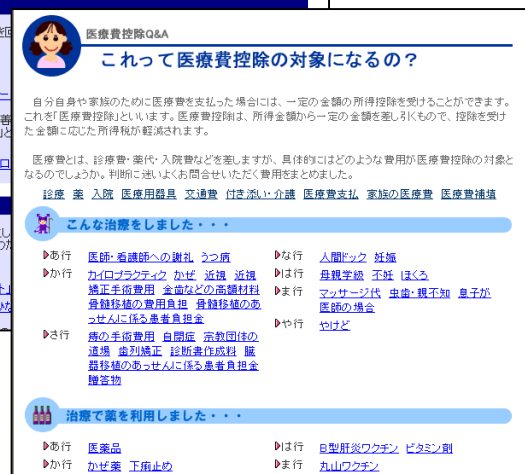 医療費控除Q&A
これって医療費控除の対象になるの？
自分自身や家族のために医療費を支払った場合には、一定の金額の所得控除を受けることができます。
これを「医療費控除」といいます。医療費控除は、所得金額から一定の金額を差し引くもので、控除を受け
た金額に応じた所得税が軽減されます。
医療費とは、診療費・薬代・入院費などを差しますが、具体的にはどのような費用が医療費控除の対象と
なるのでしょうか。判断に迷いよくお問合せいただく費用をまとめました。
診療 薬 入院 医療用器具 交通費 付き添い・介護 医療費支払 家族の医療費 医療費補填
こんな治療をしました・・・
あ行 医師・看護師への謝礼 うつ病
か行 カイロプラクティク かぜ 近視 近視
矯正手術費用 金歯などの高額材料
骨髄移植の費用負担 骨髄移植のあ
っせんに係る患者負担金
さ行 痔の手術費用 自閉症 宗教団体の
道場 歯列矯正 診断書作成料 臓
器移植のあっせんに係る患者負担金
贈答物
な行 人間ドック 妊娠
は行 母親学級 不妊 ほくろ
ま行 マッサージ代 虫歯・親不知 息子が
医師の場合
や行 やけど
治療で薬を利用しました・・・
あ行 医薬品
か行 かぜ薬 下痢止め
は行 B型肝炎ワクチン ビタミン剤
ま行 丸山ワクチン